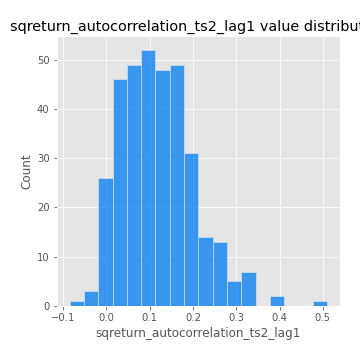 sqreturn_autocorrelation_ts2_lag1 value distribut
50
40
30
20
10
0
Count
−0.1 0.0 0.1 0.2 0.3 0.4 0.5
sqreturn_autocorrelation_ts2_lag1